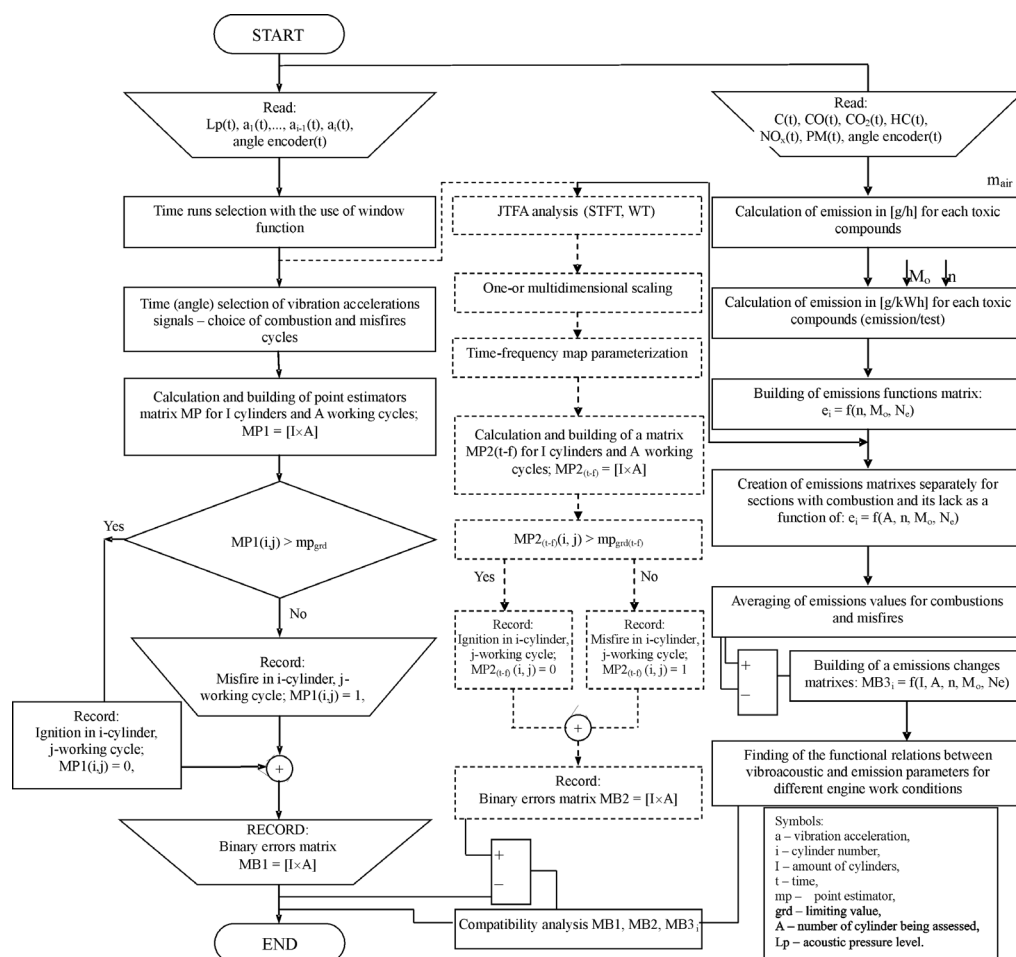 START
Read:
Lp(t), a₁(t),..., aᵢ₋₁(t), aᵢ(t),
angle encoder(t)
Time runs selection with the use of window
function
Time (angle) selection of vibration accelerations
signals – choice of combustion and misfires
cycles
Calculation and building of point estimators
matrix MP for I cylinders and A working cycles;
MP1 = [I×A]
Yes
MP1(i,j) > mp_grd
No
Record:
Misfire in i-cylinder, j-
working cycle; MP1(i,j) = 1,
Record:
Ignition in i-cylinder,
j-working cycle;
MP1(i,j) = 0,
+
RECORD:
Binary errors matrix
MB1 = [I×A]
END
JTFA analysis (STFT, WT)
One-or multidimensional scaling
Time-frequency map parameterization
Calculation and building of a matrix
MP2(t-f) for I cylinders and A working
cycles; MP2(t-f) = [I×A]
MP2(t-f)(i, j) > mp_grd(t-f)
Yes
No
Record:
Ignition in i-cylinder,
j-working cycle;
MP2(t-f) (i, j) = 0
Record:
Misfire in i-cylinder,
j-working cycle;
MP2(t-f) (i, j) = 1
+
Record:
Binary errors matrix MB2 = [I×A]
+
–
Compatibility analysis MB1, MB2, MB3ᵢ
Read:
C(t), CO(t), CO₂(t), HC(t),
NOₓ(t), PM(t), angle encoder(t)
m_air
Calculation of emission in [g/h] for each toxic
compounds
Mₒ n
Calculation of emission in [g/kWh] for each toxic
compounds (emission/test)
Building of emissions functions matrix:
eᵢ = f(n, Mₒ, Nₑ)
Creation of emissions matrixes separately for
sections with combustion and its lack as a
function of: eᵢ = f(A, n, Mₒ, Nₑ)
Averaging of emissions values for combustions
and misfires
+
–
Building of a emissions changes
matrixes: MB3ᵢ = f(I, A, n, Mₒ, Ne)
Finding of the functional relations between
vibroacoustic and emission parameters for
different engine work conditions
Symbols:
a – vibration acceleration,
i – cylinder number,
I – amount of cylinders,
t – time,
mp – point estimator,
grd – limiting value,
A – number of cylinder being assessed,
Lp – acoustic pressure level.